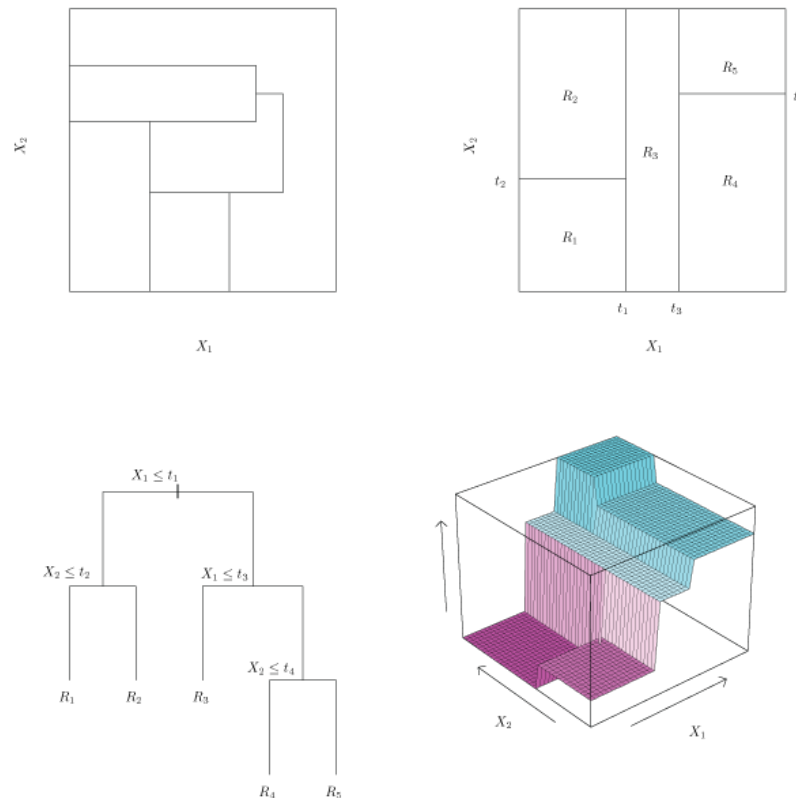 X₂
X₁
R₂
R₅
R₃
R₄
R₁
X₂
t₂
t₁
t₃
X₁
X₁ ≤ t₁
X₂ ≤ t₂
X₁ ≤ t₃
X₂ ≤ t₄
R₁
R₂
R₃
R₄
R₅
X₂
X₁